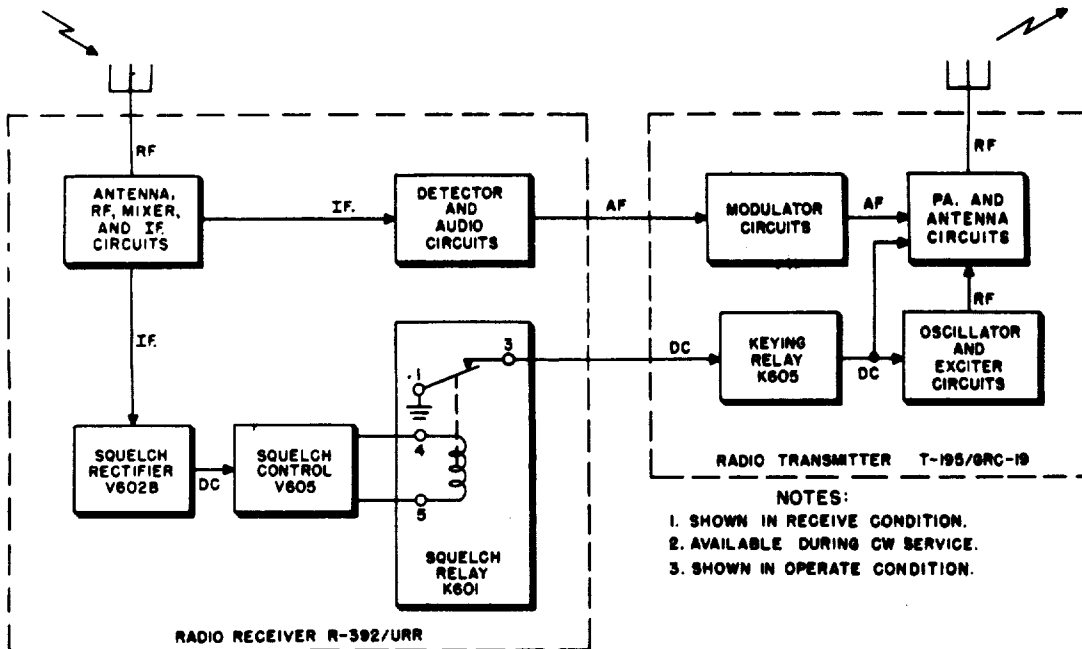 RF
ANTENNA,
RF, MIXER,
AND IF.
CIRCUITS
IF.
DETECTOR
AND
AUDIO
CIRCUITS
AF
MODULATOR
CIRCUITS
AF
RF
PA. AND
ANTENNA
CIRCUITS
IF.
SQUELCH
RECTIFIER
V602B
DC
SQUELCH
CONTROL
V605
1
3
4
5
SQUELCH
RELAY
K601
DC
KEYING
RELAY
K605
DC
RF
OSCILLATOR
AND
EXCITER
CIRCUITS
RADIO RECEIVER R-392/URR
RADIO TRANSMITTER T-195/GRC-19
NOTES:
1. SHOWN IN RECEIVE CONDITION.
2. AVAILABLE DURING CW SERVICE.
3. SHOWN IN OPERATE CONDITION.